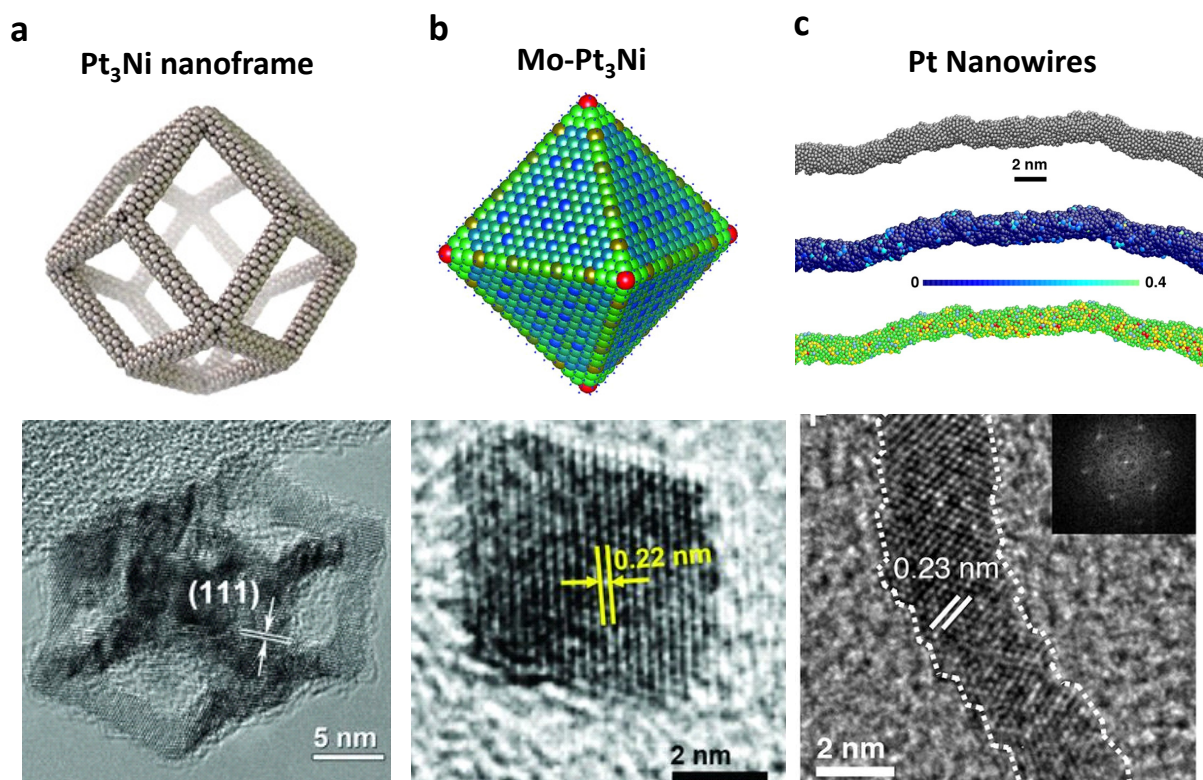 a
Pt₃Ni nanoframe
b
Mo-Pt₃Ni
c
Pt Nanowires
2 nm
0
0.4
(111)
5 nm
0.22 nm
2 nm
0.23 nm
2 nm